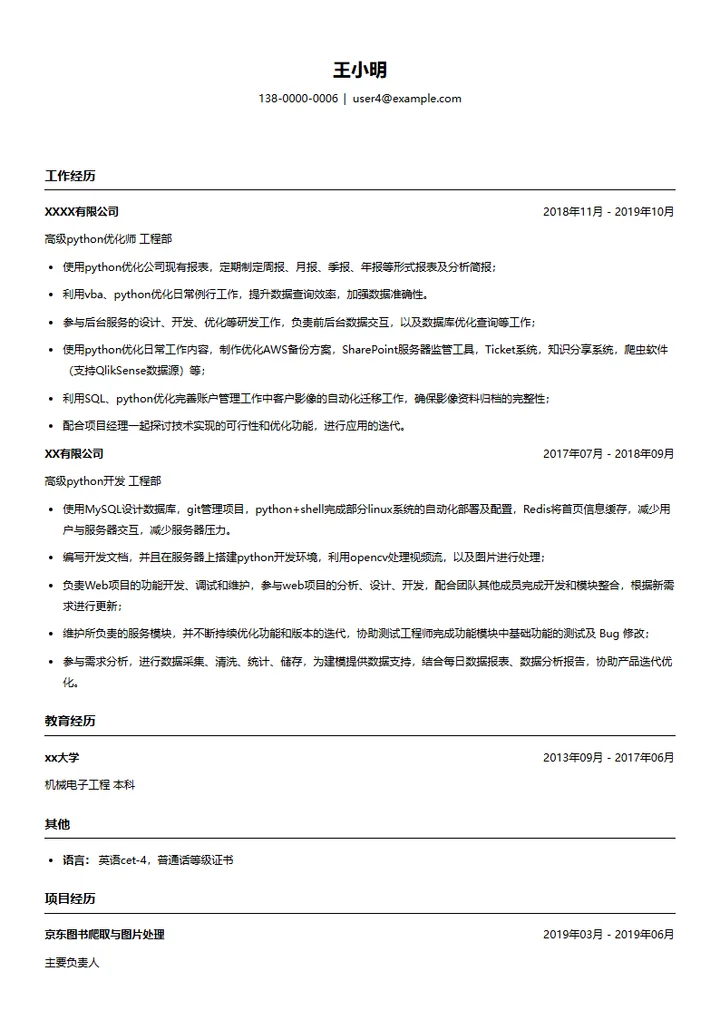 王小明
138-0000-0006 | user4@example.com
工作经历
XXXX有限公司 2018年11月 - 2019年10月
高级python优化师 工程部
• 使用python优化公司现有报表，定期制定周报、月报、季报、年报等形式报表及分析简报；
• 利用vba、python优化日常例行工作，提升数据查询效率，加强数据准确性。
• 参与后台服务的设计、开发、优化等研发工作，负责前后台数据交互，以及数据库优化查询等工作；
• 使用python优化日常工作内容，制作优化AWS备份方案，SharePoint服务器监管工具，Ticket系统，知识分享系统，爬虫软件
（支持QlikSense数据源）等；
• 利用SQL、python优化完善账户管理工作中客户影像的自动化迁移工作，确保影像资料归档的完整性；
• 配合项目经理一起探讨技术实现的可行性和优化功能，进行应用的迭代。
XX有限公司 2017年07月 - 2018年09月
高级python开发 工程部
• 使用MySQL设计数据库，git管理项目，python+shell完成部分linux系统的自动化部署及配置，Redis将首页信息缓存，减少用
户与服务器交互，减少服务器压力。
• 编写开发文档，并且在服务器上搭建python开发环境，利用opencv处理视频流，以及图片进行处理；
• 负责Web项目的功能开发、调试和维护，参与web项目的分析、设计、开发，配合团队其他成员完成开发和模块整合，根据新需
求进行更新；
• 维护所负责的服务模块，并不断持续优化功能和版本的迭代，协助测试工程师完成功能模块中基础功能的测试及 Bug 修改；
• 参与需求分析，进行数据采集、清洗、统计、储存，为建模提供数据支持，结合每日数据报表、数据分析报告，协助产品迭代优
化。
教育经历
xx大学 2013年09月 - 2017年06月
机械电子工程 本科
其他
• 语言： 英语cet-4，普通话等级证书
项目经历
京东图书爬取与图片处理 2019年03月 - 2019年06月
主要负责人